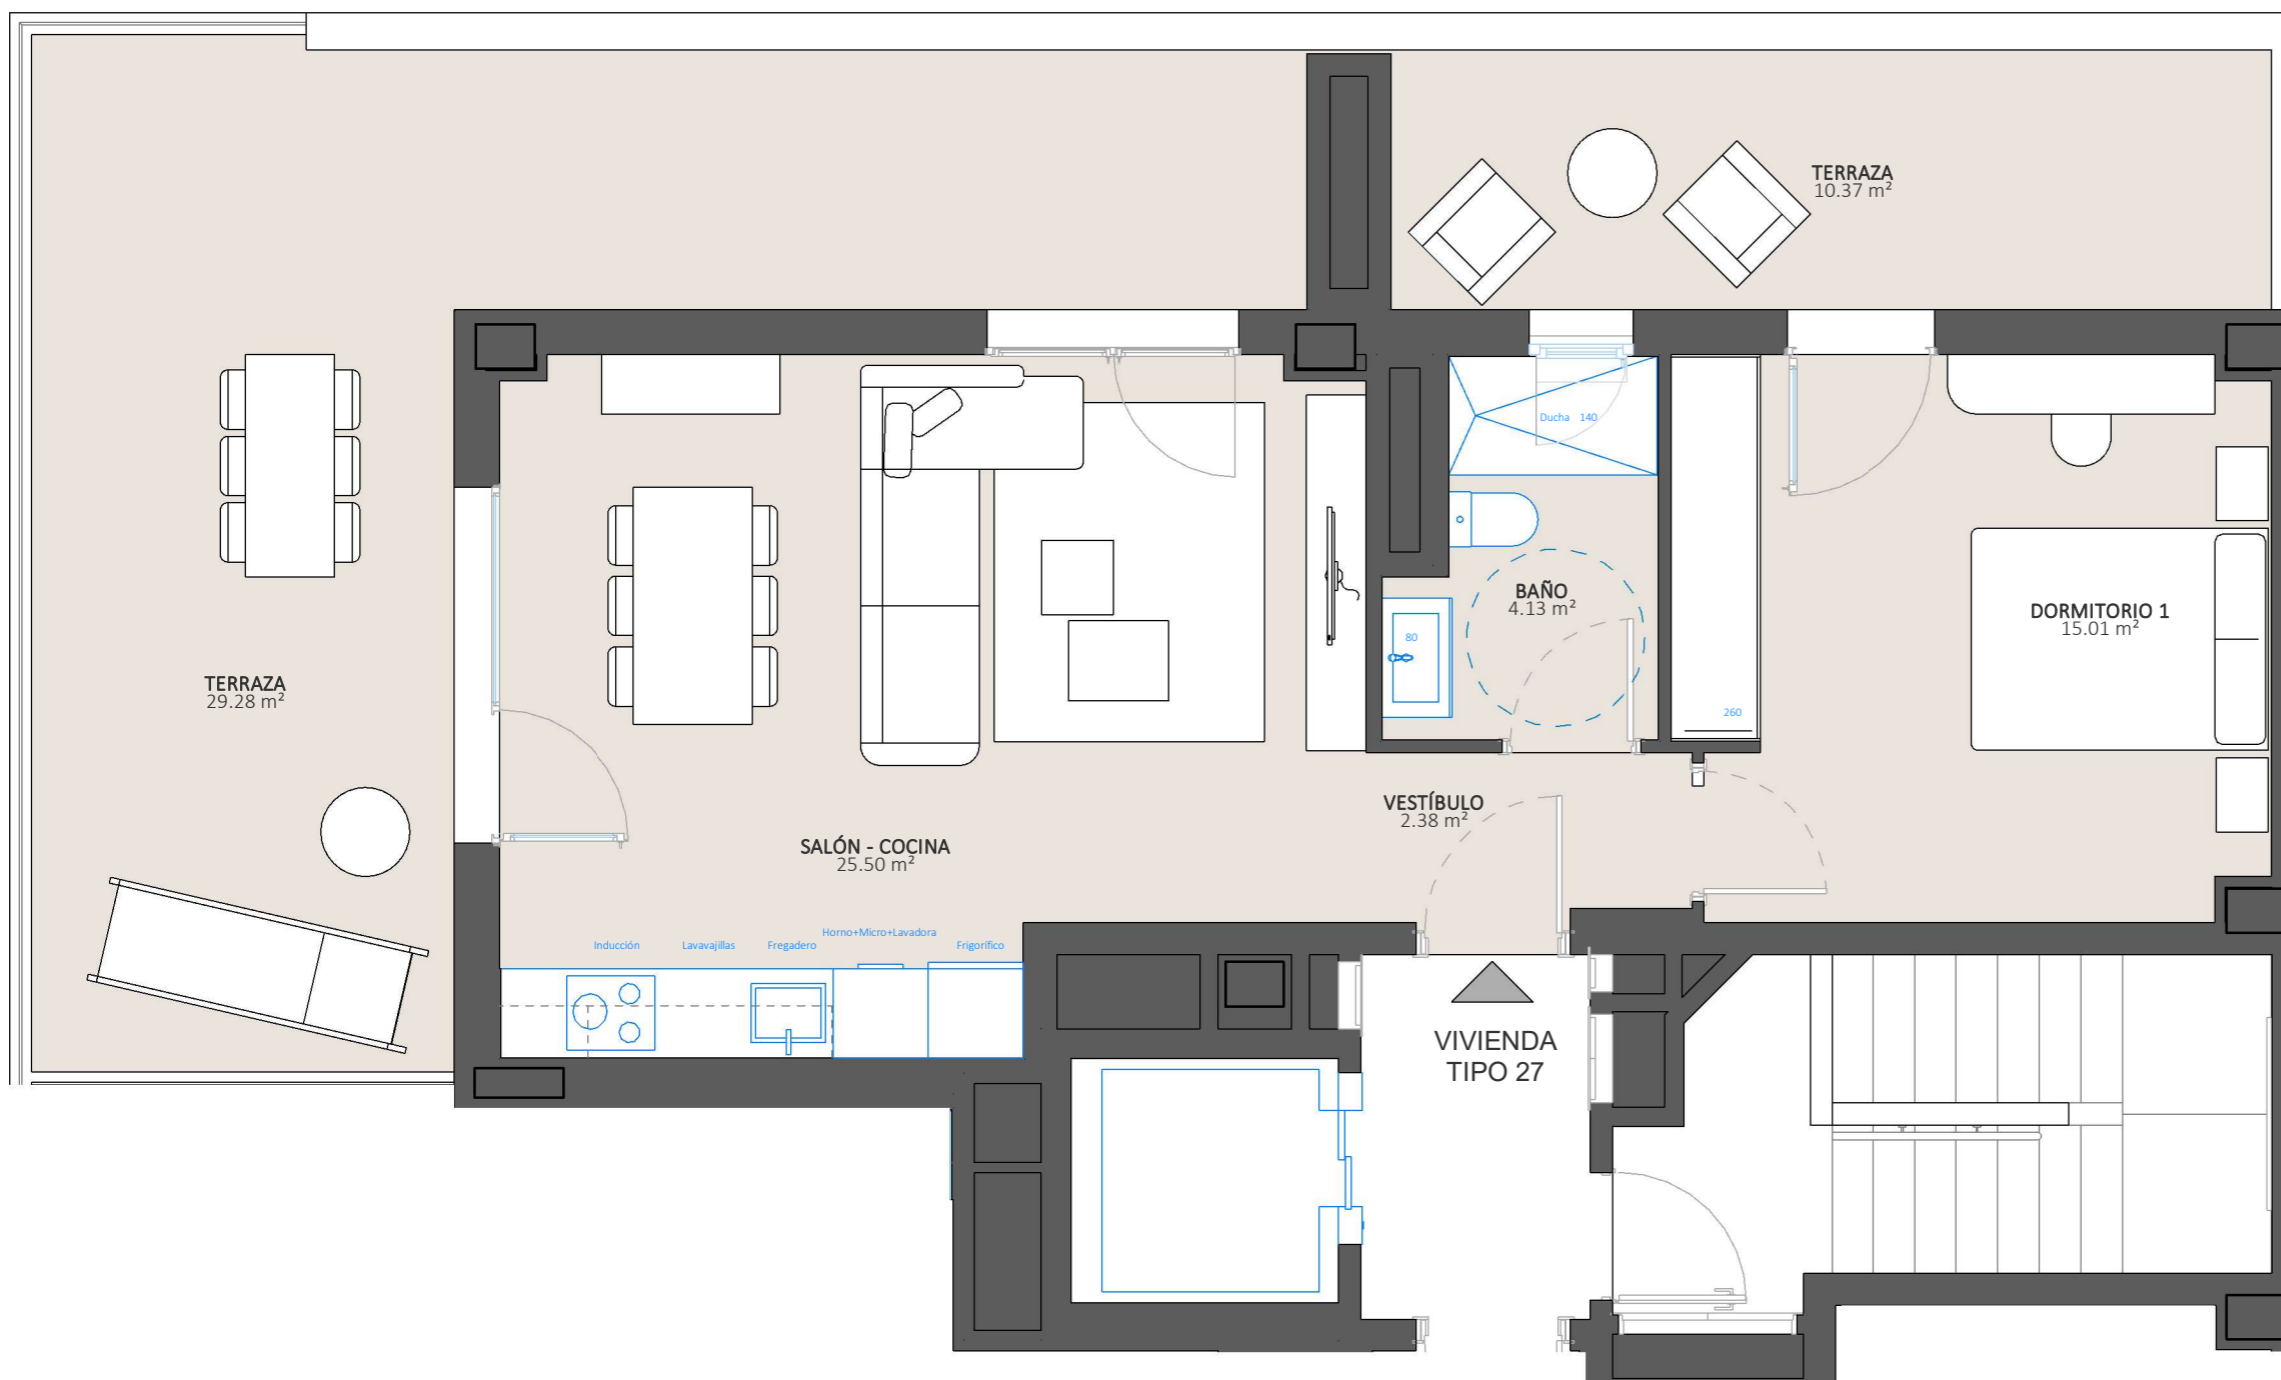 TERRAZA
10.37 m²
Ducha 140
BAÑO
4.13 m²
80
DORMITORIO 1
15.01 m²
260
TERRAZA
29.28 m²
VESTÍBULO
2.38 m²
SALÓN - COCINA
25.50 m²
Inducción
Lavavajillas
Fregadero
Horno+Micro+Lavadora
Frigorífico
VIVIENDA
TIPO 27